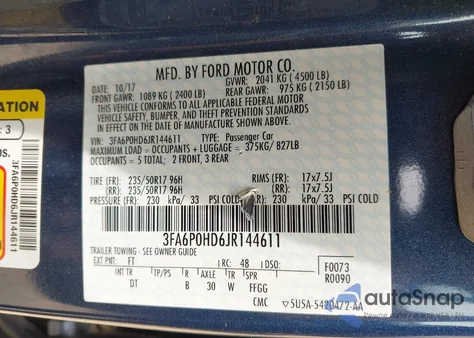 MFD. BY FORD MOTOR CO.
DATE: 10/17 GVWR: 2041 KG ( 4500 LB)
FRONT GAWR: 1089 KG ( 2400 LB) REAR GAWR: 975 KG ( 2150 LB)
THIS VEHICLE CONFORMS TO ALL APPLICABLE FEDERAL MOTOR
VEHICLE SAFETY, BUMPER, AND THEFT PREVENTION STANDARDS IN
EFFECT ON THE DATE OF MANUFACTURE SHOWN ABOVE.
VIN: 3FA6P0HD6JR144611 TYPE: Passenger Car
MAXIMUM LOAD = OCCUPANTS + LUGGAGE = 375KG/ 827LB
OCCUPANTS = 5 TOTAL: 2 FRONT, 3 REAR
TIRE (FR): 235/50R17 96H RIMS (FR): 17x7.5J
TIRE (RR): 235/50R17 96H RIMS (RR): 17x7.5J
PRESSURE (FR): 230 kPa/ 33 PSI COLD (RR): 230 kPa/ 33 PSI COLD
3FA6P0HD6JR144611
TRAILER TOWING - SEE OWNER GUIDE
EXT PNT: FT RC: 48 DSO: F0073
R0090
INT TR TP/PS R AXLE TR SPR
DT B 30 W FFGG
CMC 5U5A-5420472-AA
ATION
: 3
us.
3FA6P0HD6JR144611
autoSnap